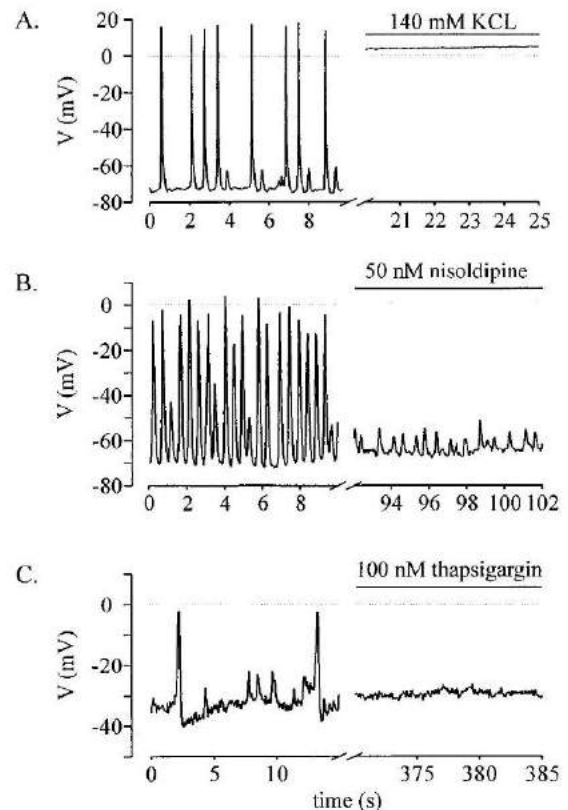 A.
140 mM KCL
V (mV)
20
0
-20
-40
-60
-80
0 2 4 6 8 21 22 23 24 25
B.
50 nM nisoldipine
V (mV)
0
-20
-40
-60
-80
0 2 4 6 8 94 96 98 100 102
C.
100 nM thapsigargin
V (mV)
0
-20
-40
0 5 10 375 380 385
time (s)